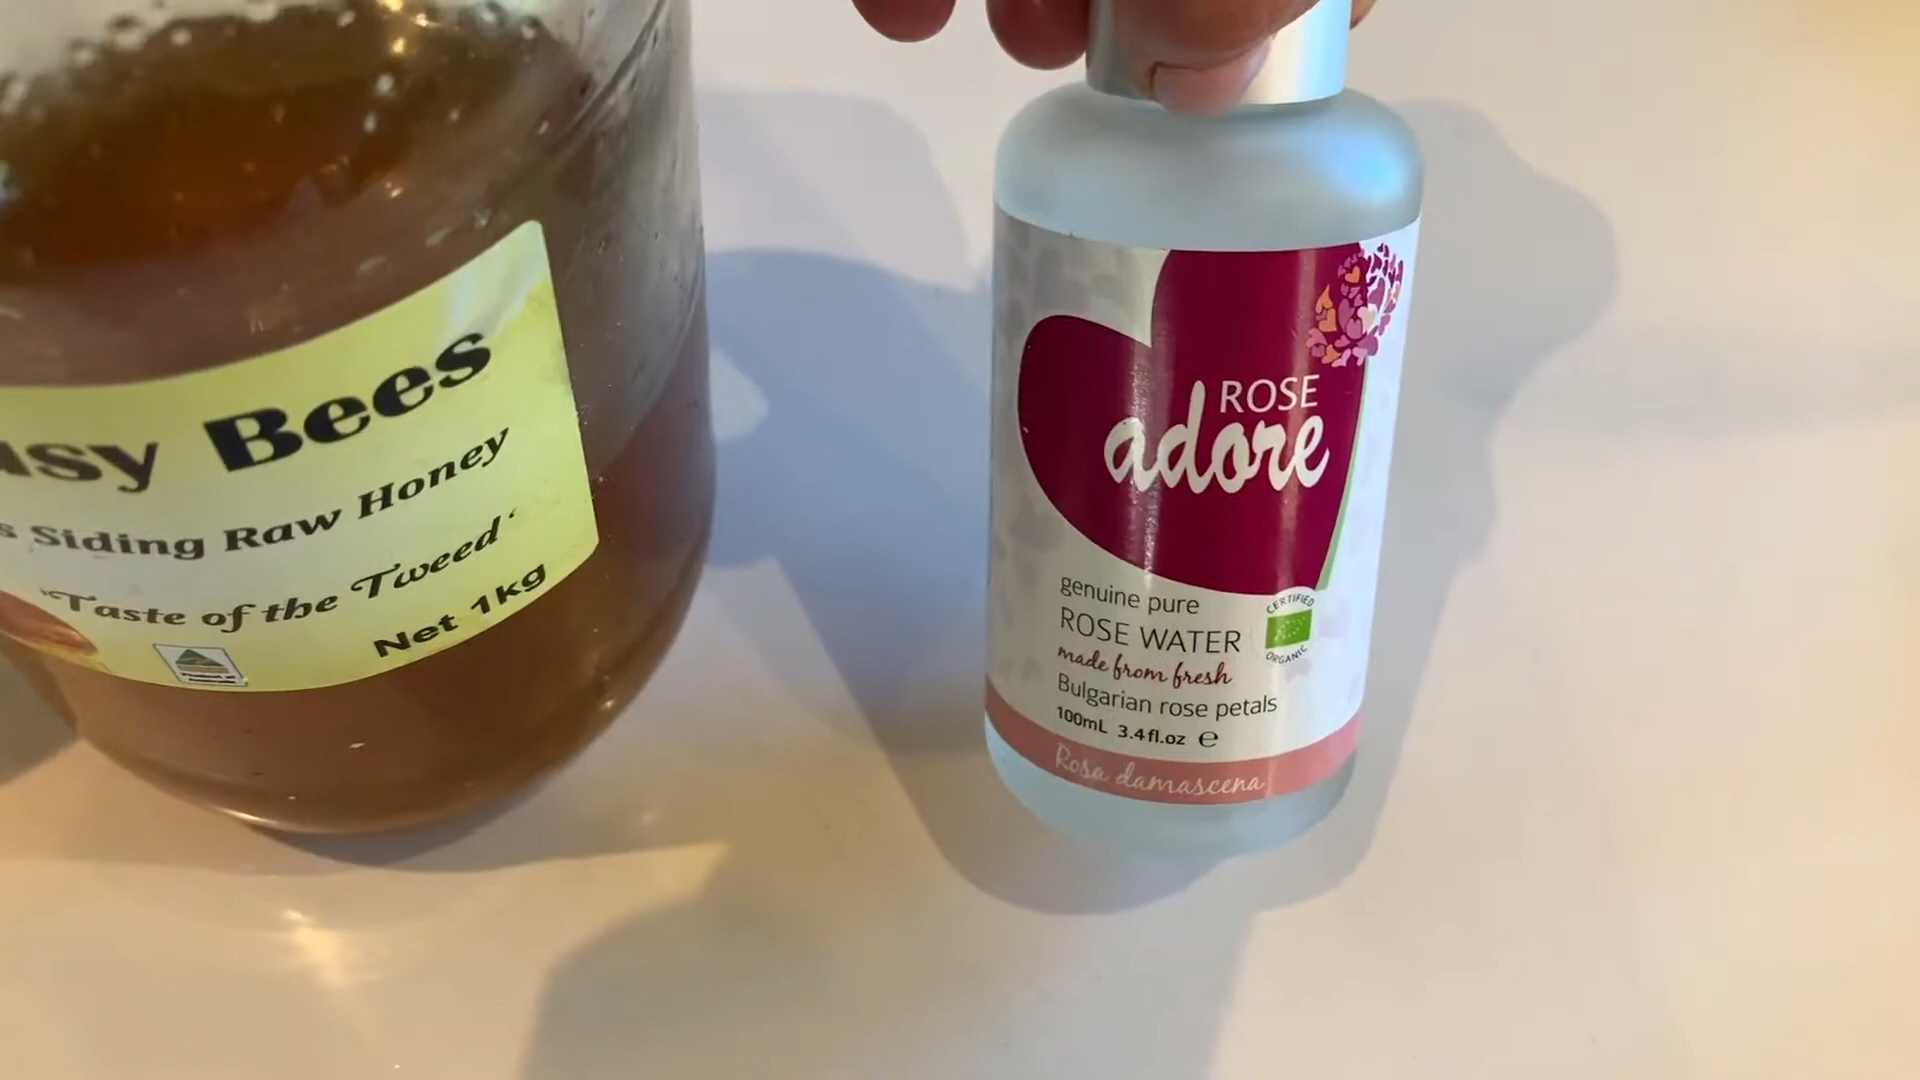 Bees
Siding Raw Honey
'Taste of the Tweed'
Net 1kg
ROSE
adore
genuine pure
ROSE WATER
made from fresh
Bulgarian rose petals
100mL 3.4fl.oz ℮
CERTIFIED
ORGANIC
Rosa damascena